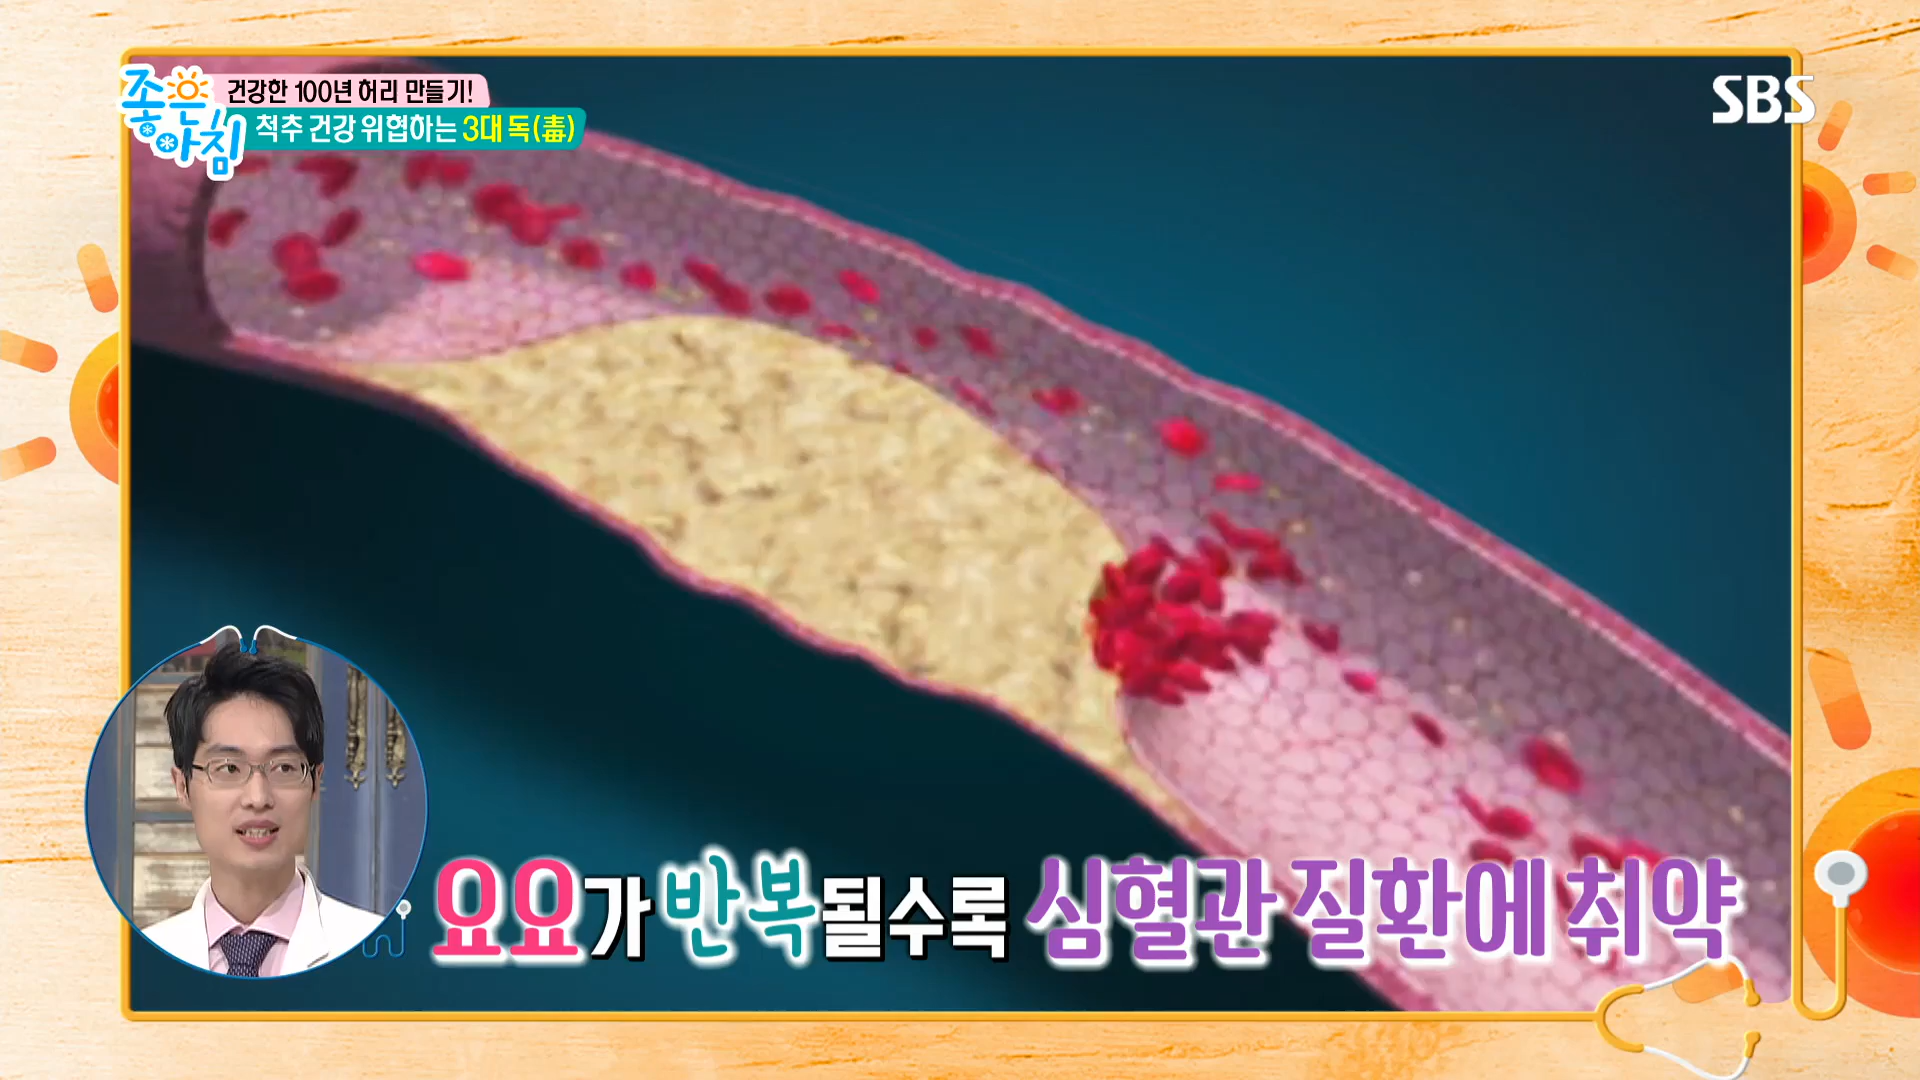 좋은아침
건강한 100년 허리 만들기!
척추 건강 위협하는 3대 독(毒)
SBS
요요가 반복될수록 심혈관 질환에 취약